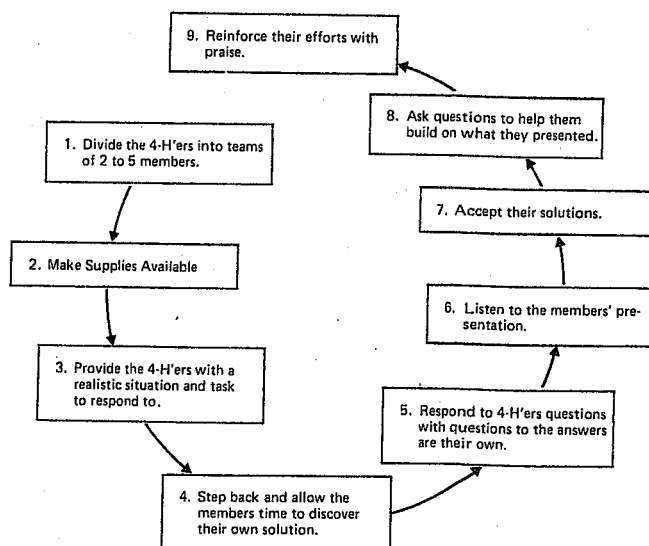 1. Divide the 4-H'ers into teams
of 2 to 5 members.
2. Make Supplies Available
3. Provide the 4-H'ers with a
realistic situation and task
to respond to.
4. Step back and allow the
members time to discover
their own solution.
5. Respond to 4-H'ers questions
with questions to the answers
are their own.
6. Listen to the members' pre-
sentation.
7. Accept their solutions.
8. Ask questions to help them
build on what they presented.
9. Reinforce their efforts with
praise.